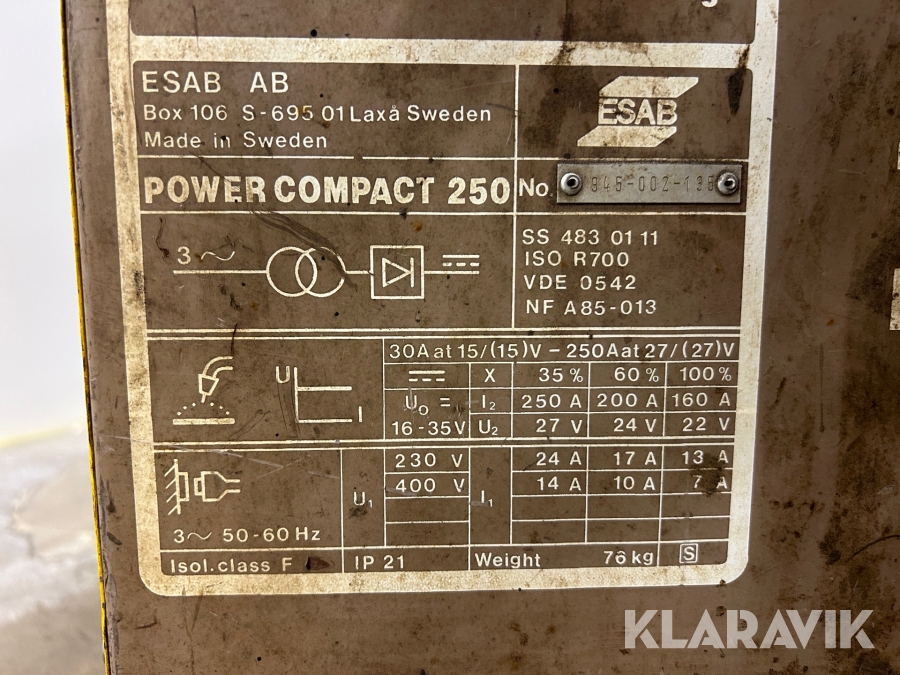 ESAB AB
Box 106 S-695 01 Laxå Sweden
Made in Sweden
ESAB
POWER COMPACT 250
No. 945-002-135
3~
SS 483 01 11
ISO R700
VDE 0542
NF A85-013
30A at 15/(15)V - 250A at 27/(27)V
X 35% 60% 100%
U₀ = I₂ 250 A 200 A 160 A
16-35V U₂ 27 V 24 V 22 V
U
I
230 V 24 A 17 A 13 A
U₁ 400 V I₁ 14 A 10 A 7 A
3~ 50-60 Hz
Isol. class F IP 21 Weight 76 kg S
KLARAVIK